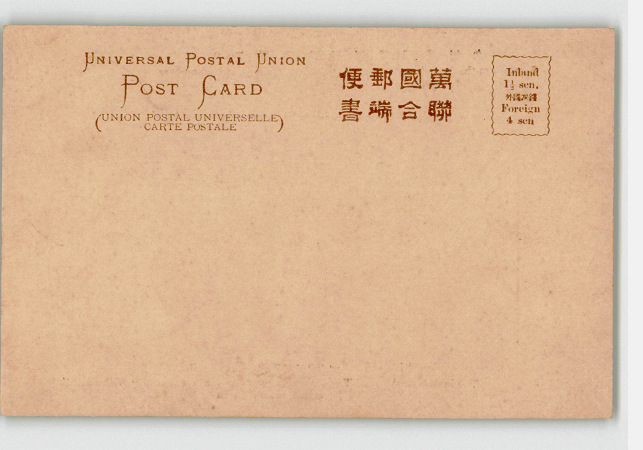 UNIVERSAL POSTAL UNION
POST CARD
(UNION POSTAL UNIVERSELLE)
CARTE POSTALE
萬國郵便
聯合端書
Inland
1½ sen.
Foreign
4 sen